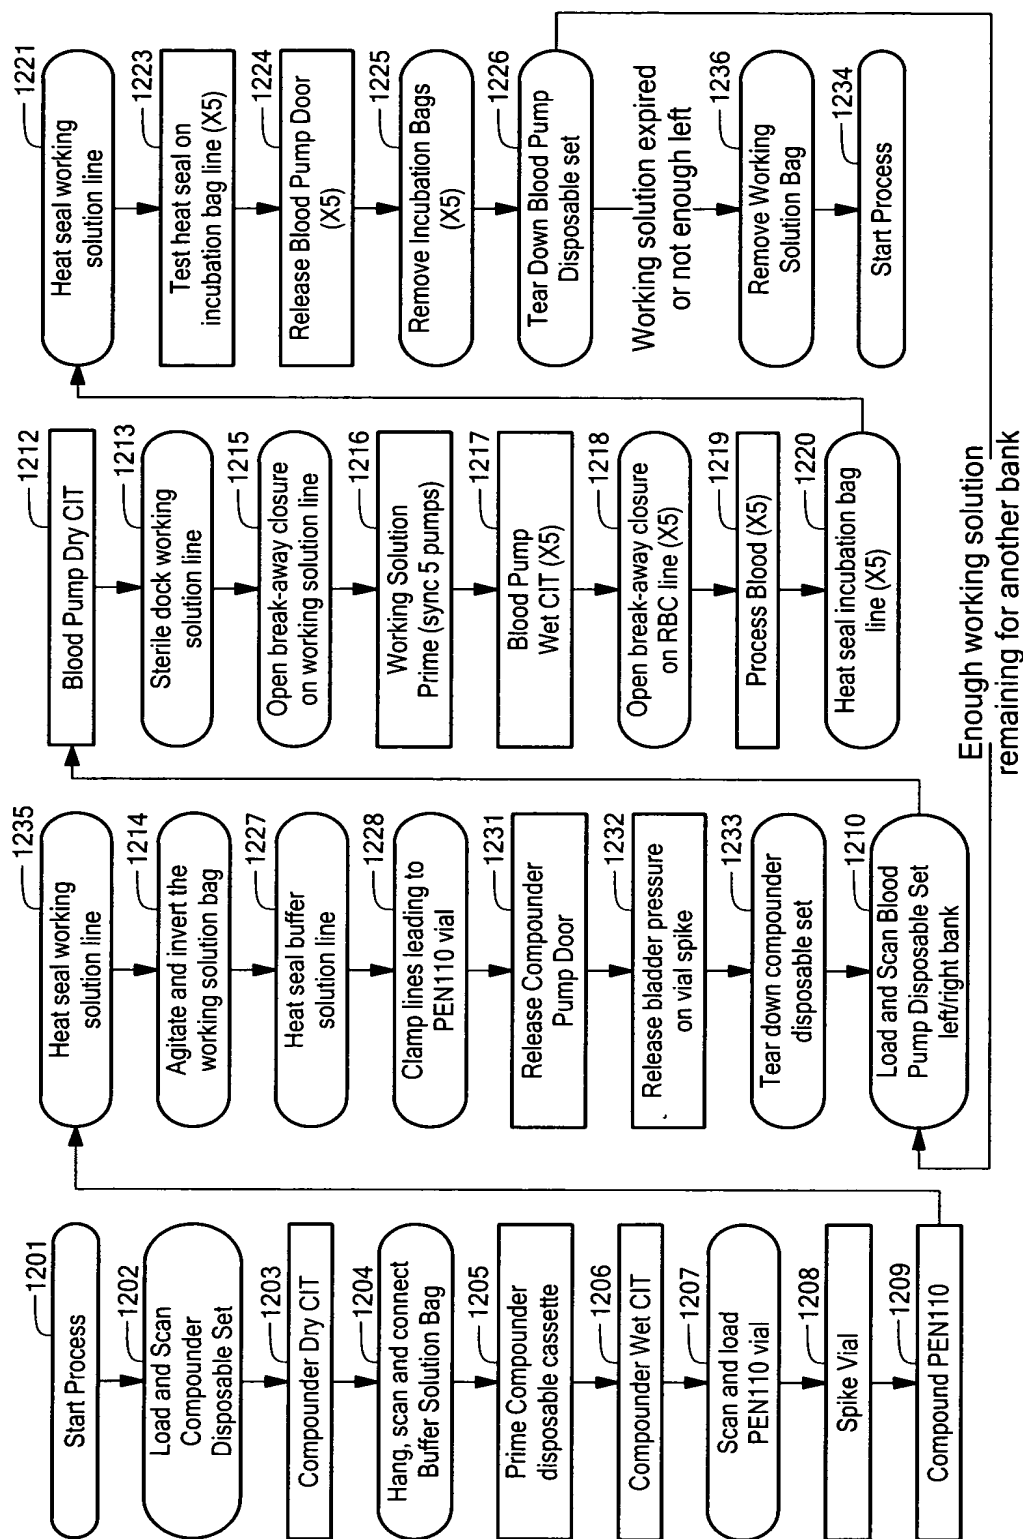 1201
Start Process
1202
Load and Scan
Compounder
Disposable Set
1203
Compounder Dry CIT
1204
Hang, scan and connect
Buffer Solution Bag
1205
Prime Compounder
disposable cassette
1206
Compounder Wet CIT
1207
Scan and load
PEN110 vial
1208
Spike Vial
1209
Compound PEN110
1235
Heat seal working
solution line
1214
Agitate and invert the
working solution bag
1227
Heat seal buffer
solution line
1228
Clamp lines leading to
PEN110 vial
1231
Release Compounder
Pump Door
1232
Release bladder pressure
on vial spike
1233
Tear down compounder
disposable set
1210
Load and Scan Blood
Pump Disposable Set
left/right bank
1212
Blood Pump Dry CIT
1213
Sterile dock working
solution line
1215
Open break-away closure
on working solution line
1216
Working Solution
Prime (sync 5 pumps)
1217
Blood Pump
Wet CIT (X5)
1218
Open break-away closure
on RBC line (X5)
1219
Process Blood (X5)
1220
Heat seal incubation bag
line (X5)
1221
Heat seal working
solution line
1223
Test heat seal on
incubation bag line (X5)
1224
Release Blood Pump Door
(X5)
1225
Remove Incubation Bags
(X5)
1226
Tear Down Blood Pump
Disposable set
Working solution expired
or not enough left
1236
Remove Working
Solution Bag
1234
Start Process
Enough working solution
remaining for another bank